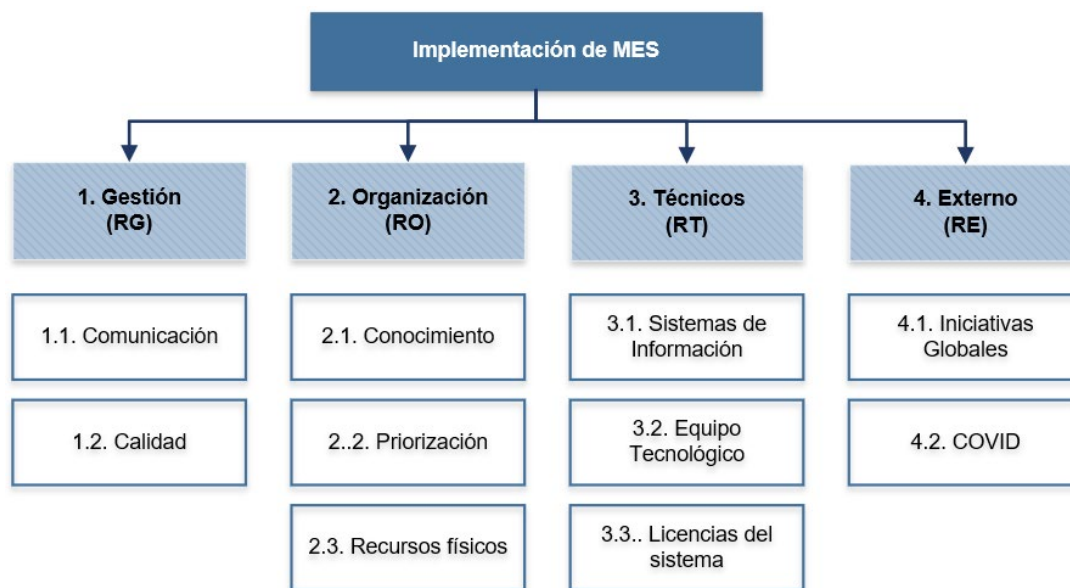 Implementación de MES
1. Gestión
(RG)
2. Organización
(RO)
3. Técnicos
(RT)
4. Externo
(RE)
1.1. Comunicación
2.1. Conocimiento
3.1. Sistemas de
Información
4.1. Iniciativas
Globales
1.2. Calidad
2..2. Priorización
3.2. Equipo
Tecnológico
4.2. COVID
2.3. Recursos físicos
3.3.. Licencias del
sistema